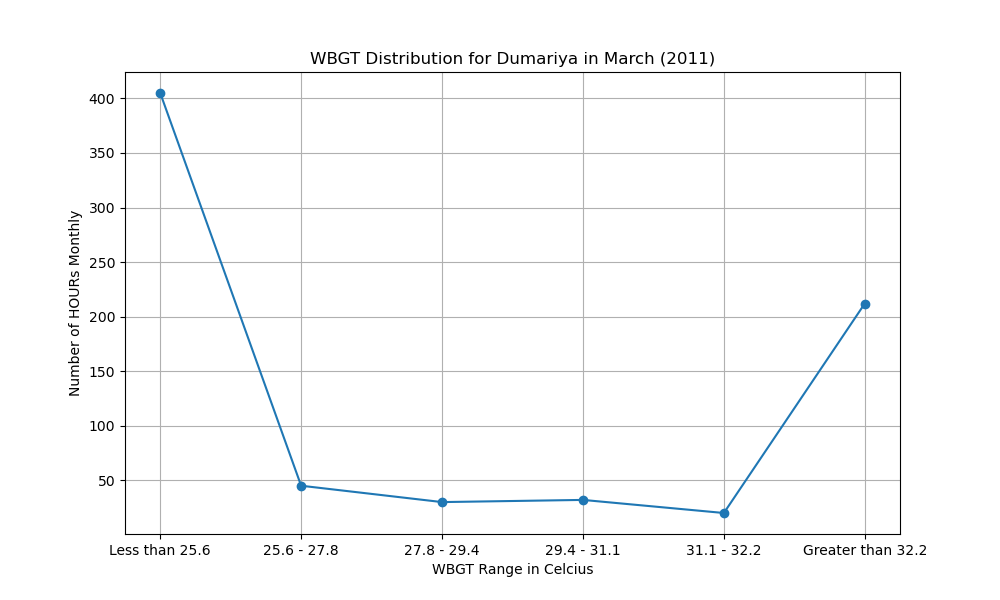 WBGT Distribution for Dumariya in March (2011)
Number of HOURs Monthly
400
350
300
250
200
150
100
50
Less than 25.6
25.6 - 27.8
27.8 - 29.4
29.4 - 31.1
31.1 - 32.2
Greater than 32.2
WBGT Range in Celcius